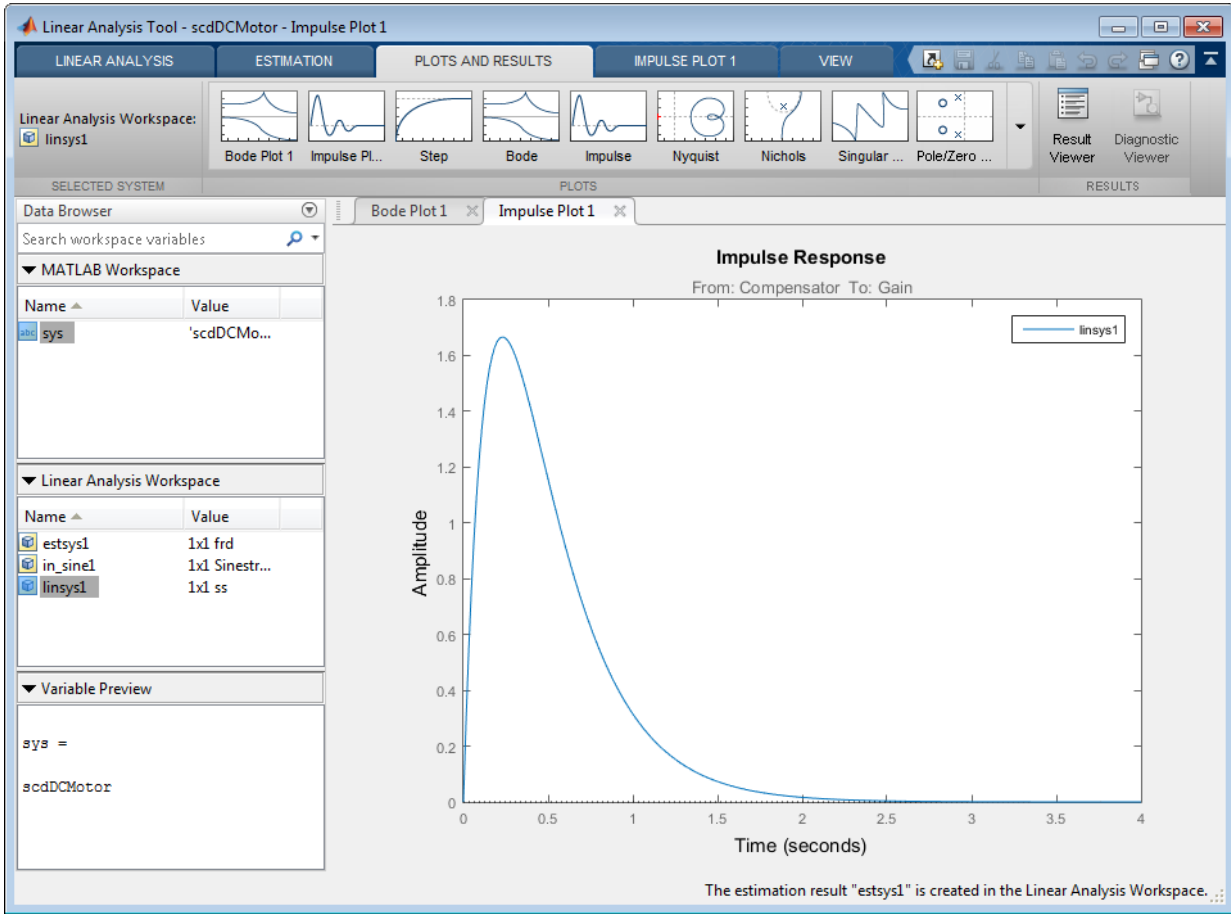 Linear Analysis Tool - scdDCMotor - Impulse Plot 1
LINEAR ANALYSIS ESTIMATION PLOTS AND RESULTS IMPULSE PLOT 1 VIEW
Linear Analysis Workspace:
linsys1
Bode Plot 1 Impulse Pl... Step Bode Impulse Nyquist Nichols Singular ... Pole/Zero ...
Result Viewer
Diagnostic Viewer
SELECTED SYSTEM PLOTS RESULTS
Data Browser
Search workspace variables
MATLAB Workspace
Name Value
abc sys 'scdDCMo...
Linear Analysis Workspace
Name Value
estsys1 1x1 frd
in_sine1 1x1 Sinestr...
linsys1 1x1 ss
Variable Preview
sys =
scdDCMotor
Bode Plot 1 Impulse Plot 1
Impulse Response
From: Compensator To: Gain
linsys1
Amplitude
1.8
1.6
1.4
1.2
1
0.8
0.6
0.4
0.2
0
0 0.5 1 1.5 2 2.5 3 3.5 4
Time (seconds)
The estimation result "estsys1" is created in the Linear Analysis Workspace.